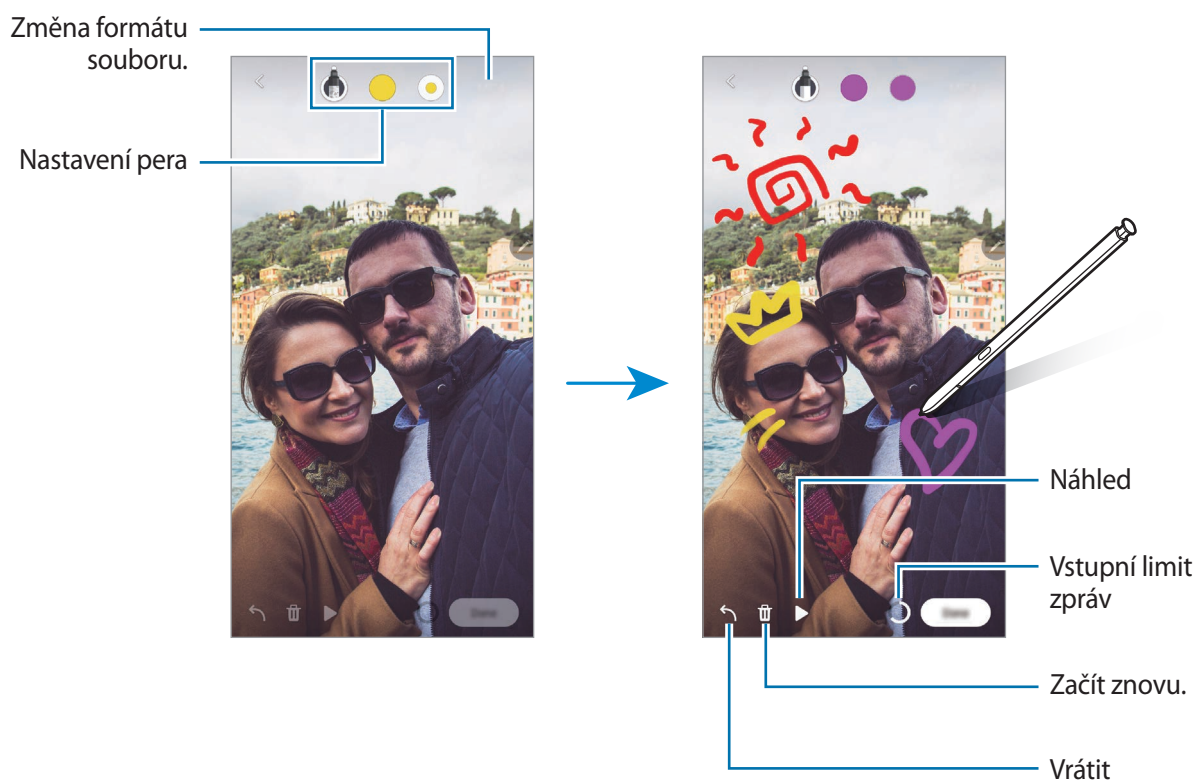 Změna formátu
souboru.
Nastavení pera
Náhled
Vstupní limit
zpráv
Začít znovu.
Vrátit